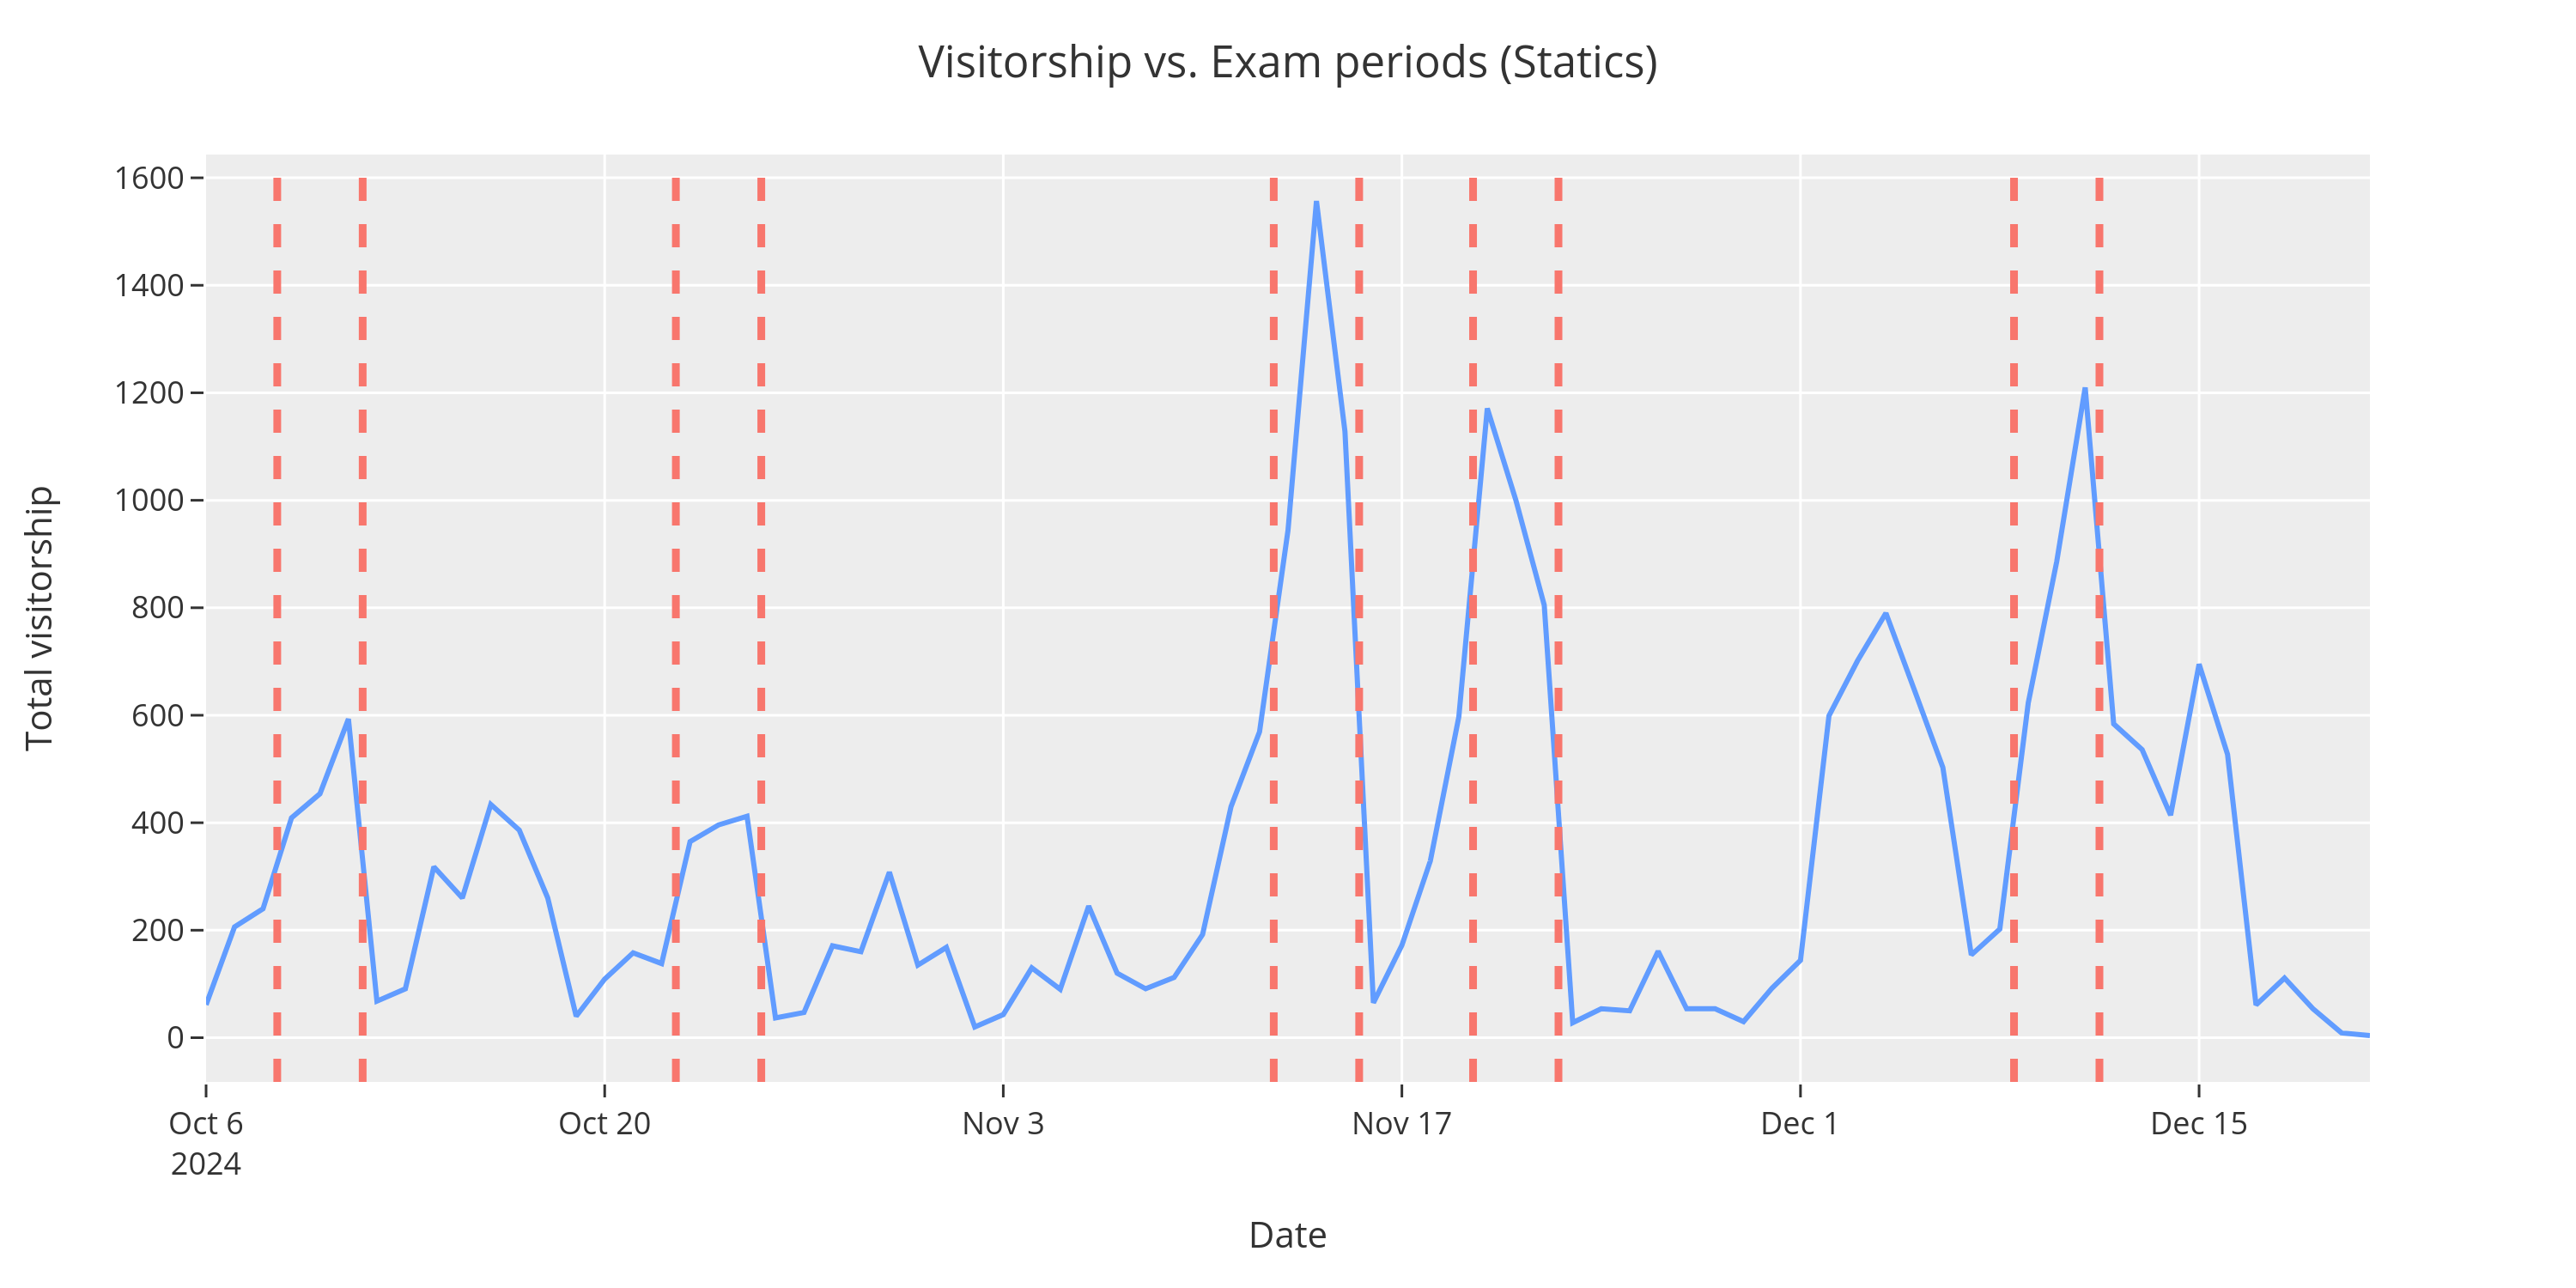 Visitorship vs. Exam periods (Statics)
Total visitorship
1600
1400
1200
1000
800
600
400
200
0
Oct 6
2024
Oct 20
Nov 3
Nov 17
Dec 1
Dec 15
Date